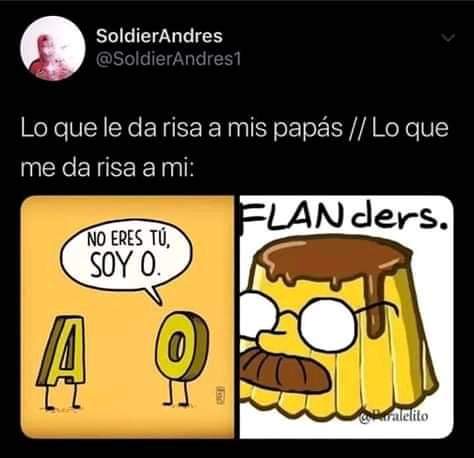 SoldierAndres
@SoldierAndres1
Lo que le da risa a mis papás // Lo que
me da risa a mi:
NO ERES TÚ,
SOY O.
A O
FLANders.
@Paralelito